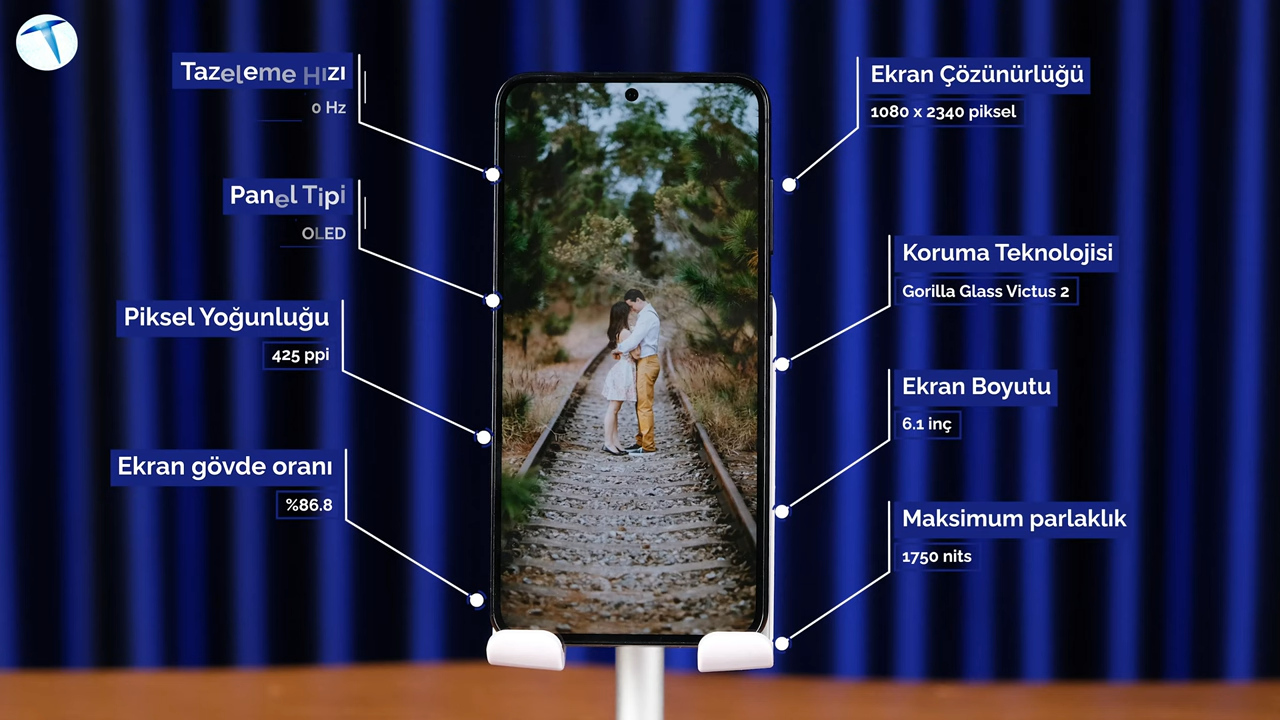 Tazeleme Hızı
0 Hz
Panel Tipi
OLED
Piksel Yoğunluğu
425 ppi
Ekran gövde oranı
%86.8
Ekran Çözünürlüğü
1080 x 2340 piksel
Koruma Teknolojisi
Gorilla Glass Victus 2
Ekran Boyutu
6.1 inç
Maksimum parlaklık
1750 nits